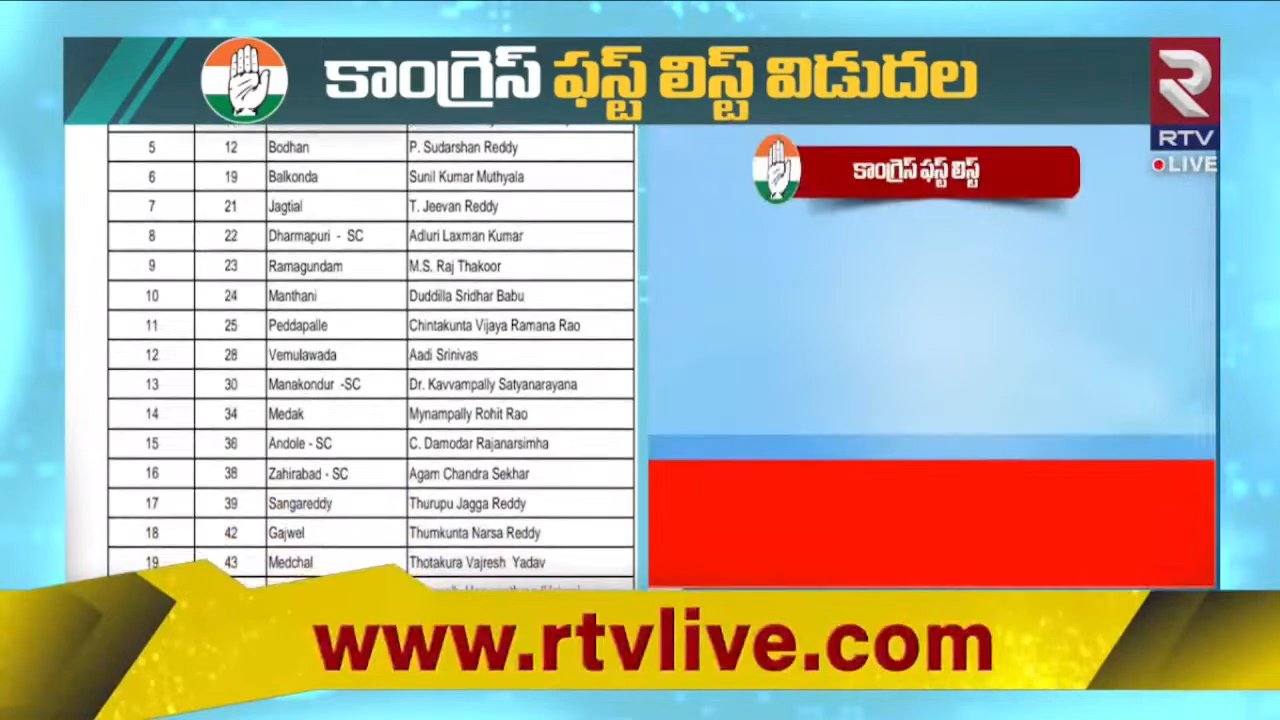 కాంగ్రెస్ ఫస్ట్ లిస్ట్ విడుదల
RTV
LIVE
కాంగ్రెస్ ఫస్ట్ లిస్ట్
5 12 Bodhan P. Sudarshan Reddy
6 19 Balkonda Sunil Kumar Muthyala
7 21 Jagtial T. Jeevan Reddy
8 22 Dharmapuri - SC Adluri Laxman Kumar
9 23 Ramagundam M.S. Raj Thakoor
10 24 Manthani Duddilla Sridhar Babu
11 25 Peddapalle Chintakunta Vijaya Ramana Rao
12 28 Vemulawada Aadi Srinivas
13 30 Manakondur -SC Dr. Kavvampally Satyanarayana
14 34 Medak Mynampally Rohit Rao
15 36 Andole - SC C. Damodar Rajanarsimha
16 38 Zahirabad - SC Agam Chandra Sekhar
17 39 Sangareddy Thurupu Jagga Reddy
18 42 Gajwel Thumkunta Narsa Reddy
19 43 Medchal Thotakura Vajresh Yadav
www.rtvlive.com